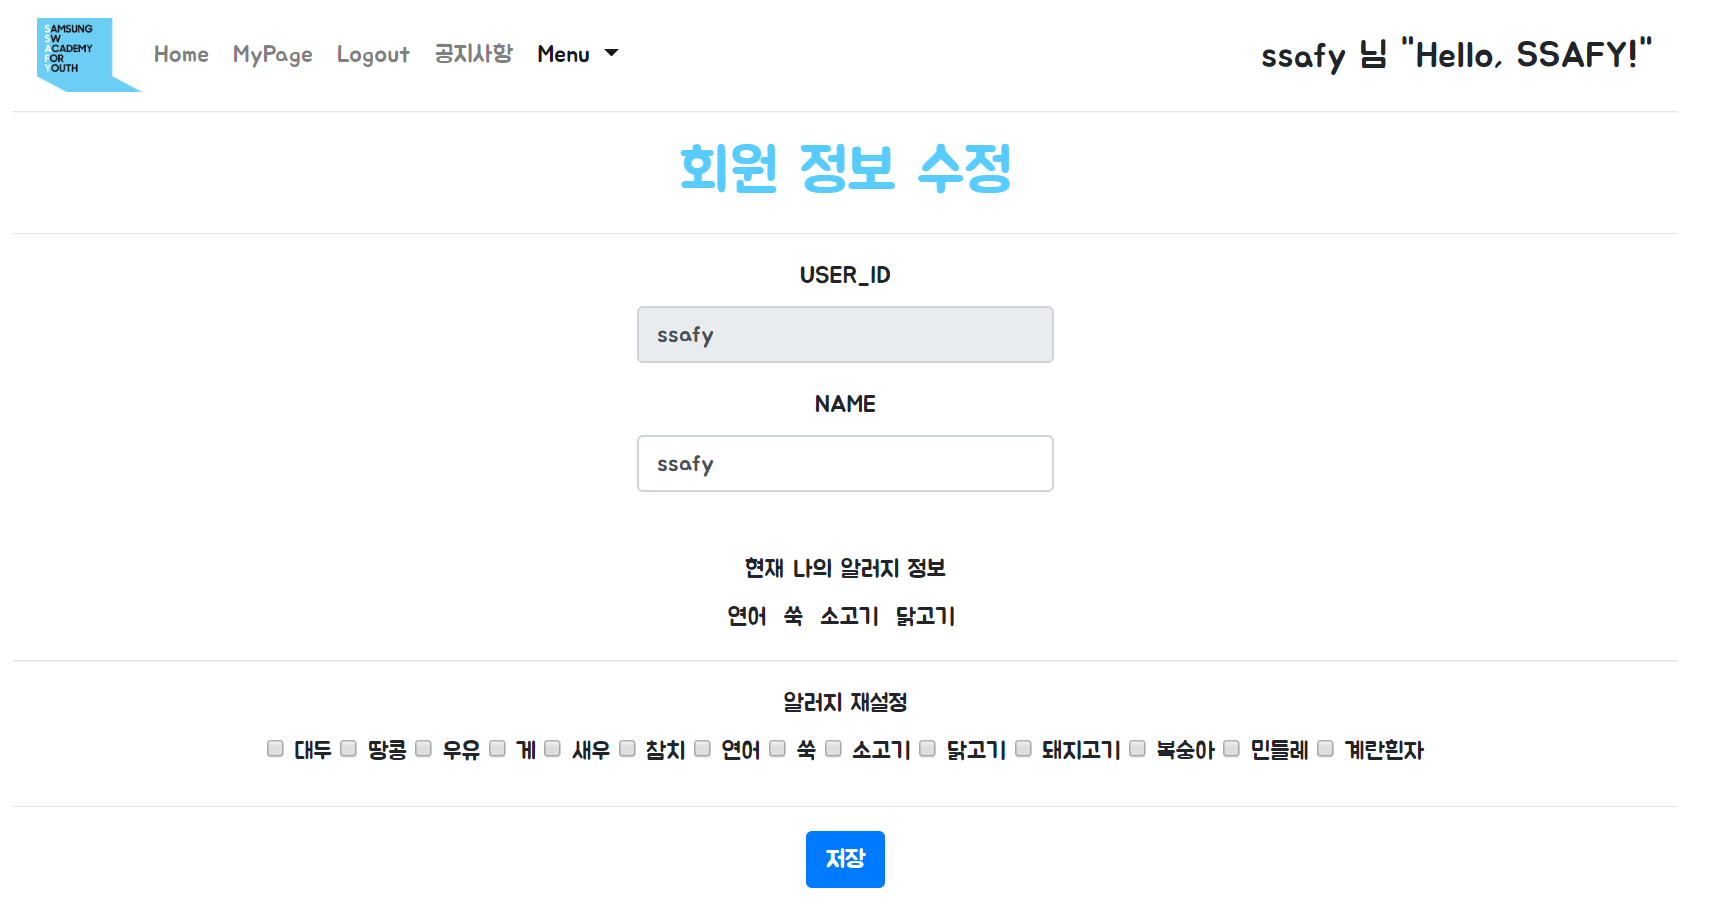 SAMSUNG
SW
ACADEMY
FOR
YOUTH
Home MyPage Logout 공지사항 Menu
ssafy 님 "Hello, SSAFY!"
회원 정보 수정
USER_ID
ssafy
NAME
ssafy
현재 나의 알러지 정보
연어 쑥 소고기 닭고기
알러지 재설정
대두 땅콩 우유 게 새우 참치 연어 쑥 소고기 닭고기 돼지고기 복숭아 민들레 계란흰자
저장